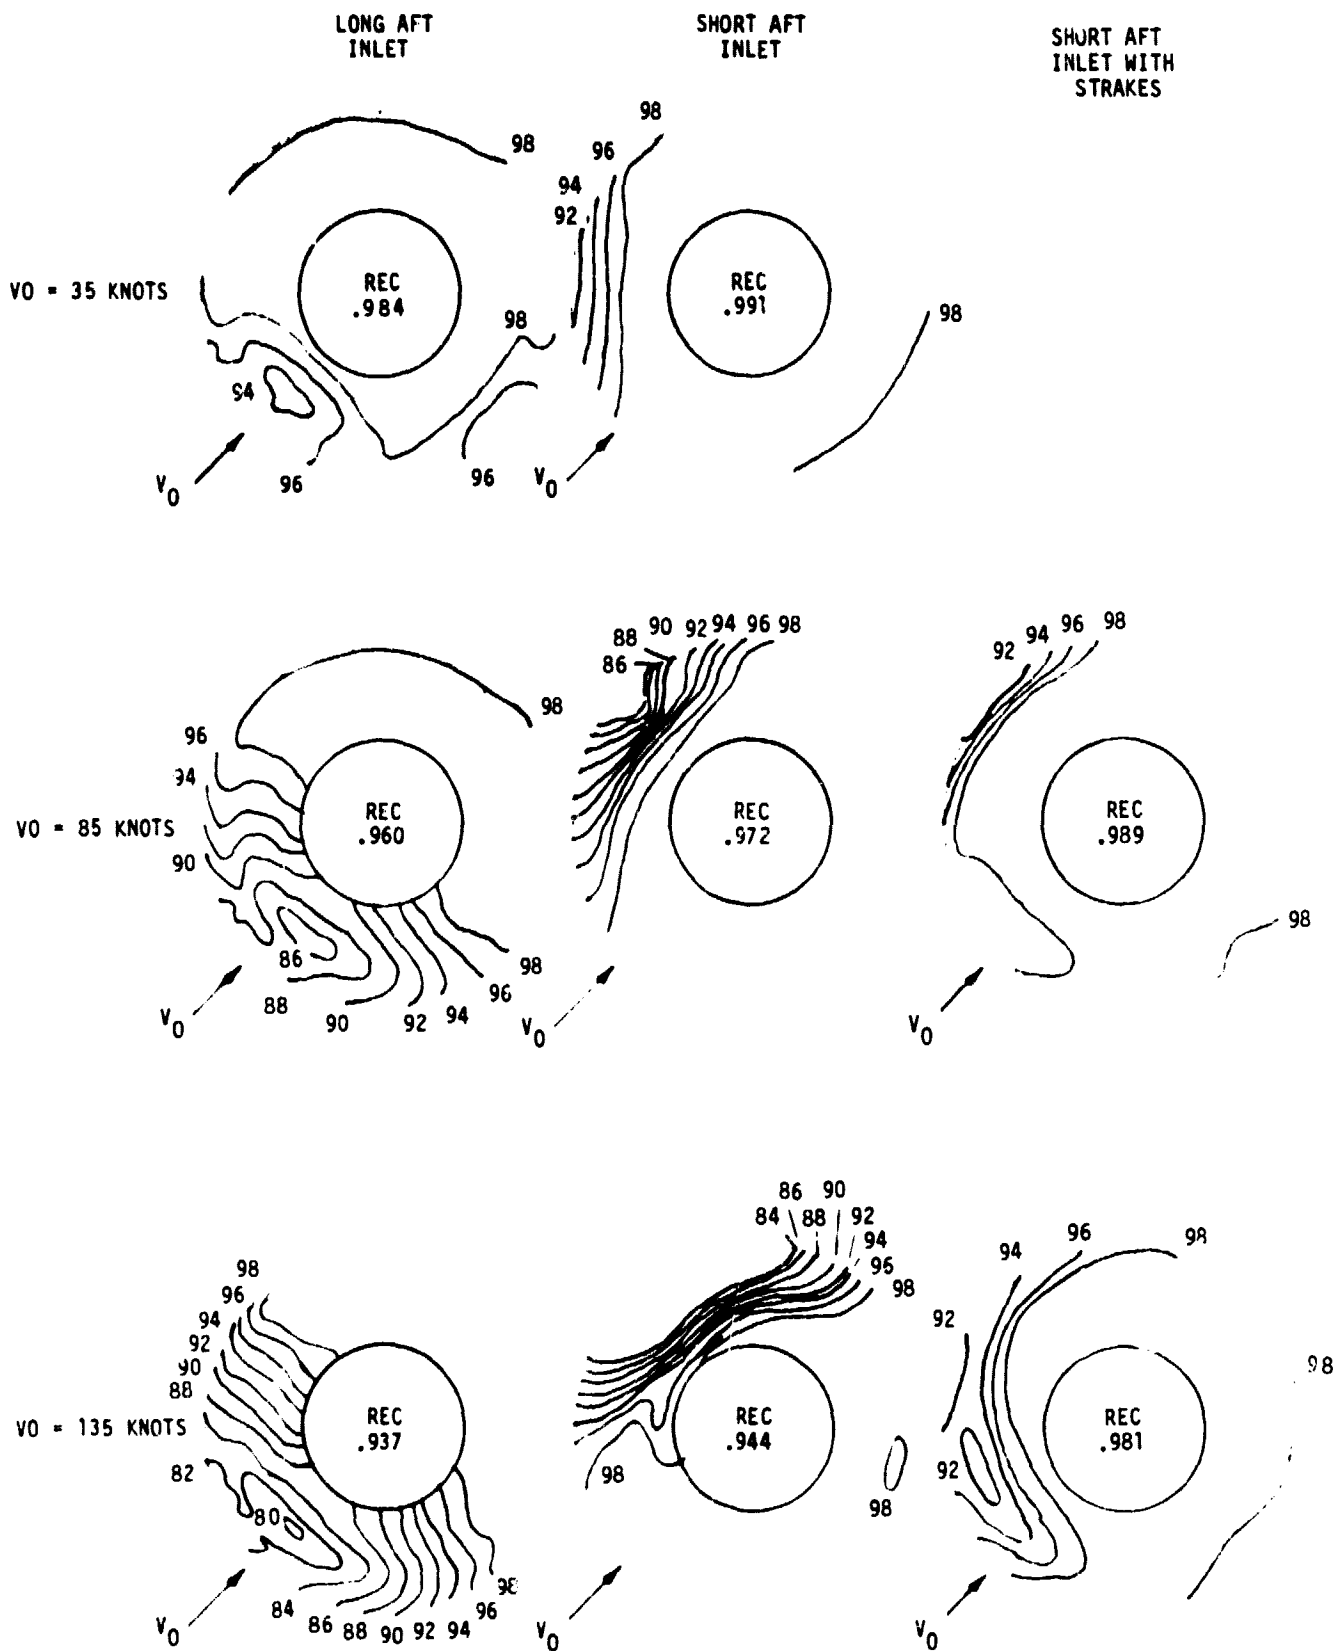 LONG AFT
INLET
SHORT AFT
INLET
SHORT AFT
INLET WITH
STRAKES
VO = 35 KNOTS
98
94
96
98
96
REC
.984
V0
98
96
94
92
98
REC
.991
V0
VO = 85 KNOTS
98
96
94
90
86
88
90
92
94
96
98
REC
.960
V0
86
88
90
92
94
96
98
REC
.972
V0
92
94
96
98
98
REC
.989
V0
VO = 135 KNOTS
98
96
94
92
90
88
82
80
84
86
88
90
92
94
96
98
REC
.937
V0
84
86
88
90
92
94
96
98
98
98
REC
.944
V0
92
94
96
98
98
92
REC
.981
V0